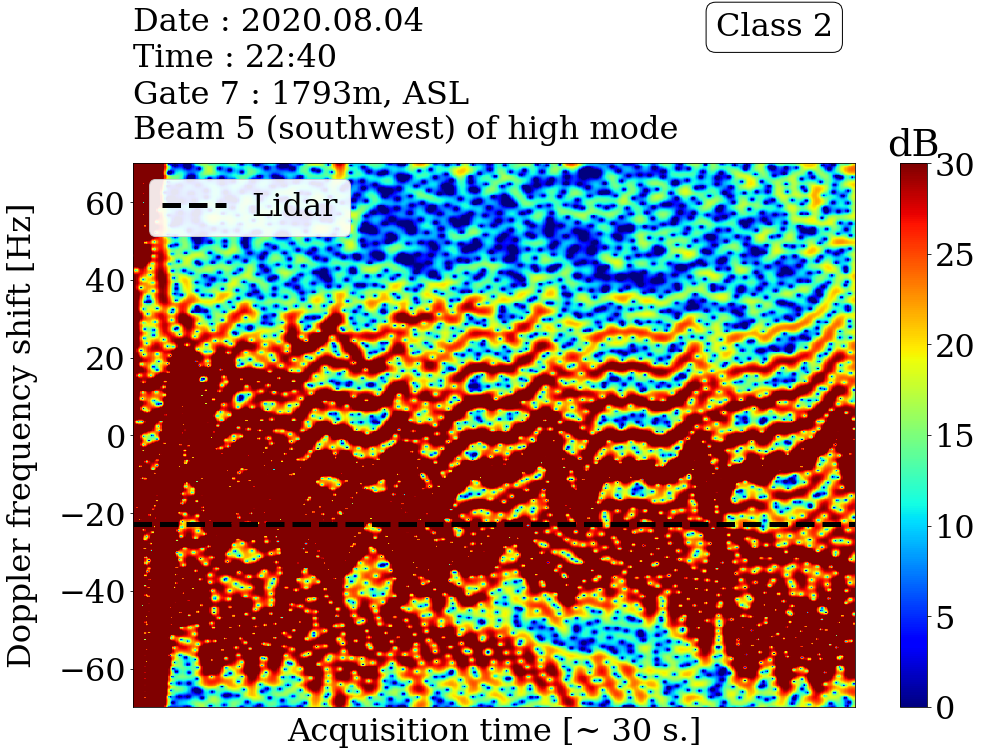 Date : 2020.08.04
Time : 22:40
Gate 7 : 1793m, ASL
Beam 5 (southwest) of high mode
Class 2
dB
Lidar
Doppler frequency shift [Hz]
60
40
20
0
−20
−40
−60
30
25
20
15
10
5
0
Acquisition time [~ 30 s.]